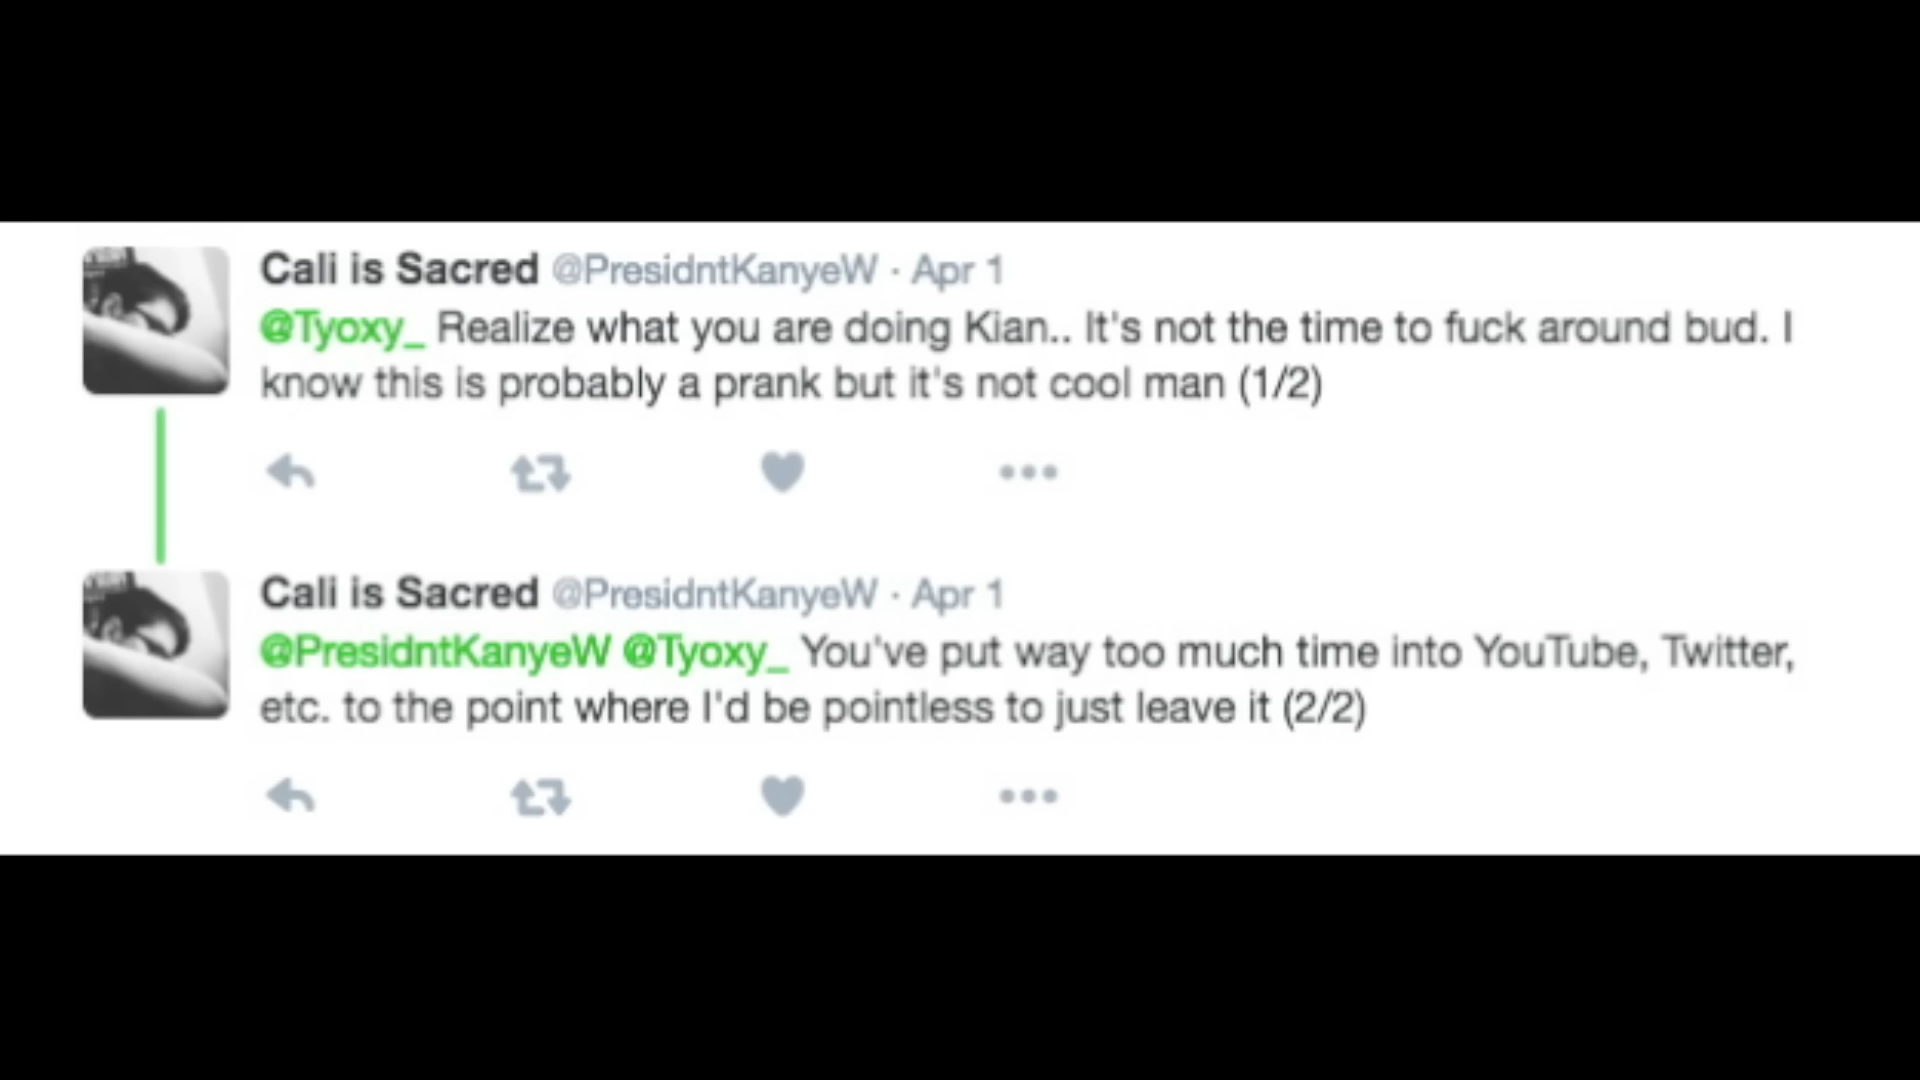 Cali is Sacred @PresidntKanyeW · Apr 1
@Tyoxy_ Realize what you are doing Kian.. It's not the time to fuck around bud. I
know this is probably a prank but it's not cool man (1/2)
Cali is Sacred @PresidntKanyeW · Apr 1
@PresidntKanyeW @Tyoxy_ You've put way too much time into YouTube, Twitter,
etc. to the point where I'd be pointless to just leave it (2/2)